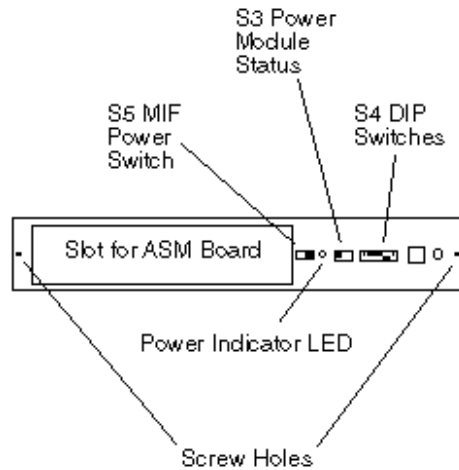 S3 Power
Module
Status
S5 MIF
Power
Switch
S4 DIP
Switches
Slot for ASM Board
Power Indicator LED
Screw Holes